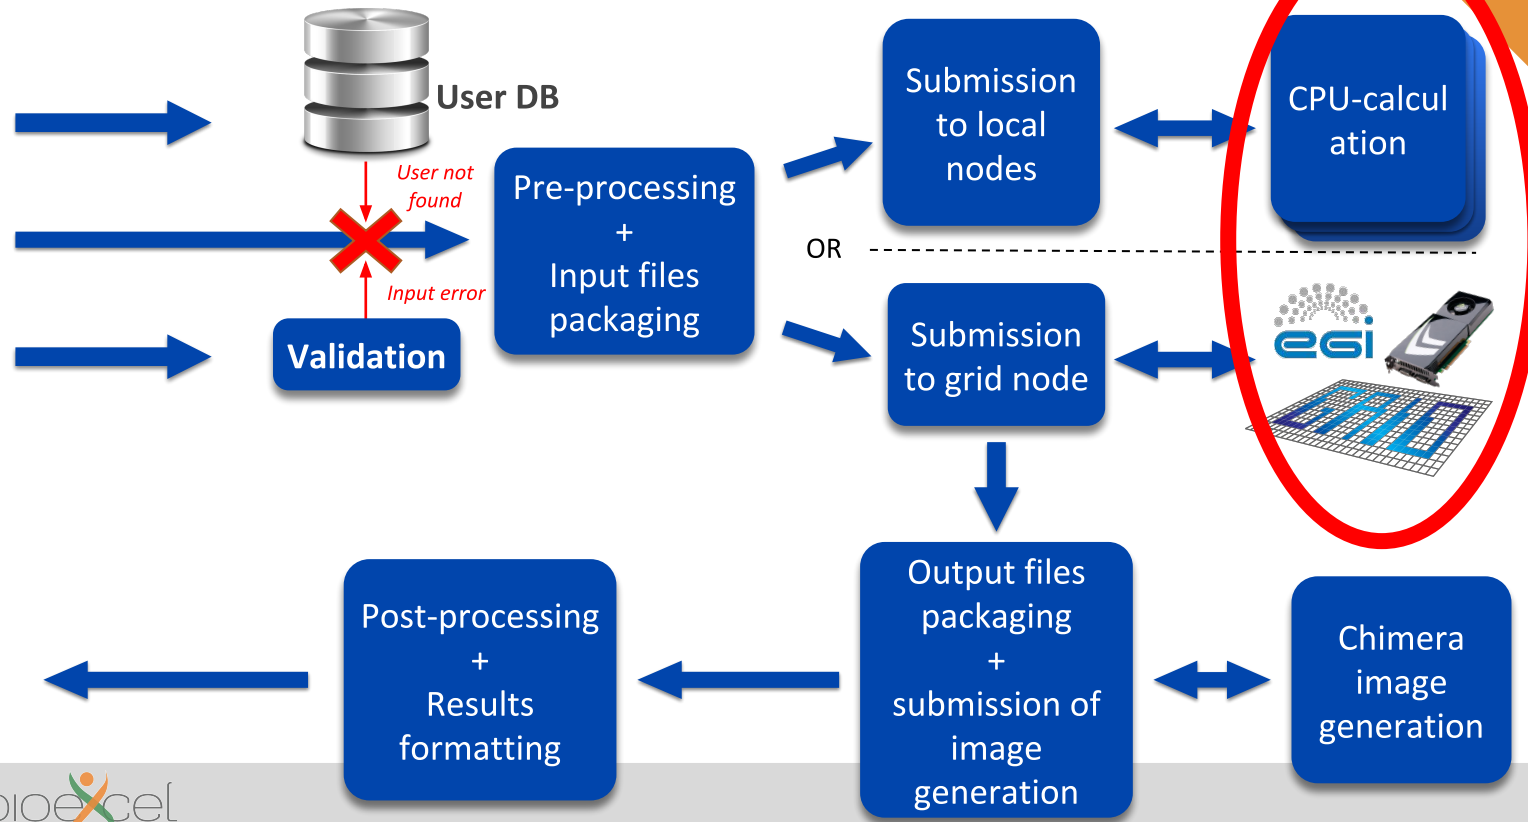 User DB
User not
found
Input error
Validation
Pre-processing
+
Input files
packaging
Submission
to local
nodes
CPU-calcul
ation
OR
Submission
to grid node
egi
GRID
Output files
packaging
+
submission of
image
generation
Chimera
image
generation
Post-processing
+
Results
formatting
bioexcel